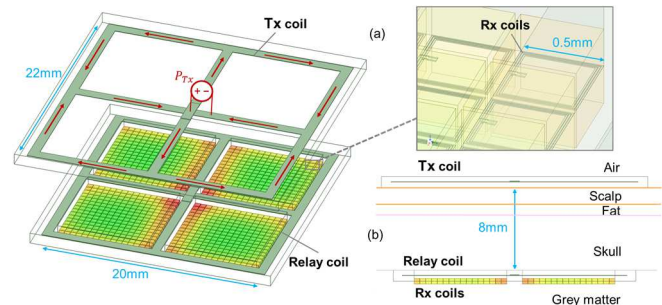 Tx coil
(a)
Rx coils
0.5mm
22mm
P_Tx
+ −
Tx coil
Air
Scalp
Fat
8mm
(b)
Skull
Relay coil
Relay coil
Rx coils
Grey matter
20mm